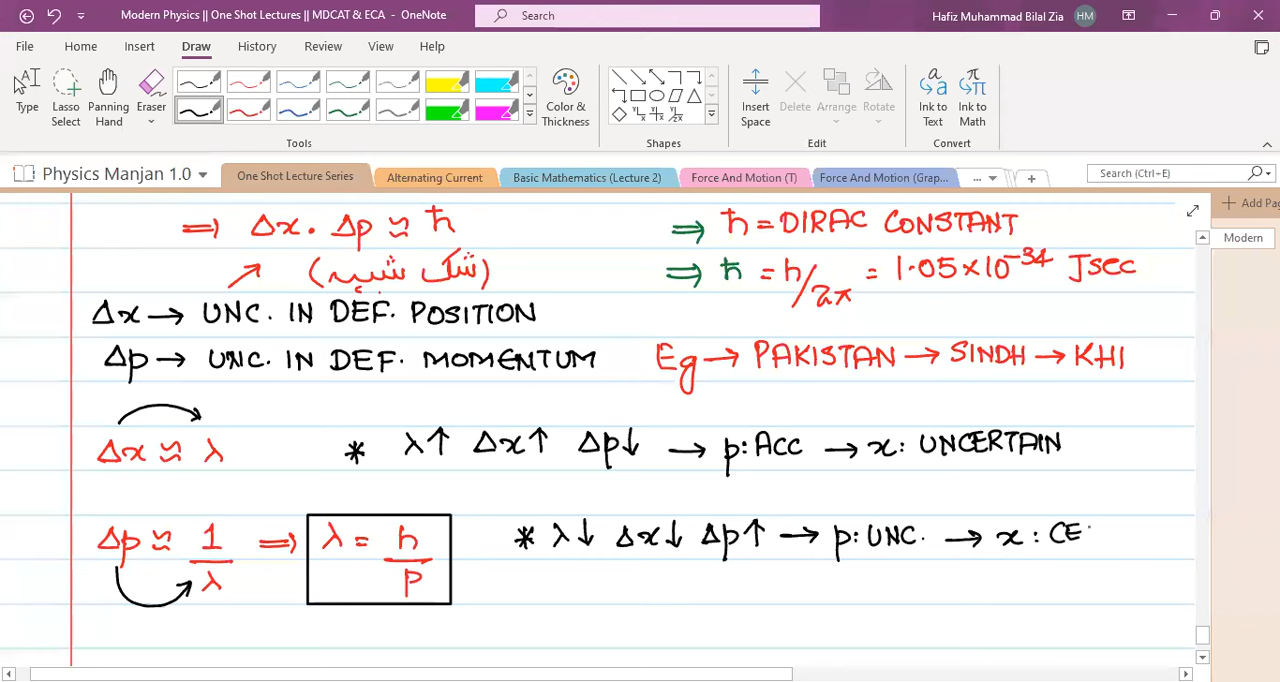 Modern Physics || One Shot Lectures || MDCAT & ECA - OneNote
Search
Hafiz Muhammad Bilal Zia HM
File Home Insert Draw History Review View Help
Type Lasso Select Panning Hand Eraser Color & Thickness Insert Space Delete Arrange Rotate Ink to Text Ink to Math
Tools Shapes Edit Convert
Physics Manjan 1.0 One Shot Lecture Series Alternating Current Basic Mathematics (Lecture 2) Force And Motion (T) Force And Motion (Grap... ... + Search (Ctrl+E)
+ Add Pag
Modern
⇒ Δx . Δp ≈ ħ ⇒ ħ = DIRAC CONSTANT
(شک شبہ) ⇒ ħ = h/2π = 1.05×10⁻³⁴ Jsec
Δx → UNC. IN DEF. POSITION
Δp → UNC. IN DEF. MOMENTUM Eg → PAKISTAN → SINDH → KHI
Δx ≈ λ * λ↑ Δx↑ Δp↓ → p: ACC → x: UNCERTAIN
Δp ≈ 1/λ ⇒ λ = h/p * λ↓ Δx↓ Δp↑ → p: UNC. → x: CE